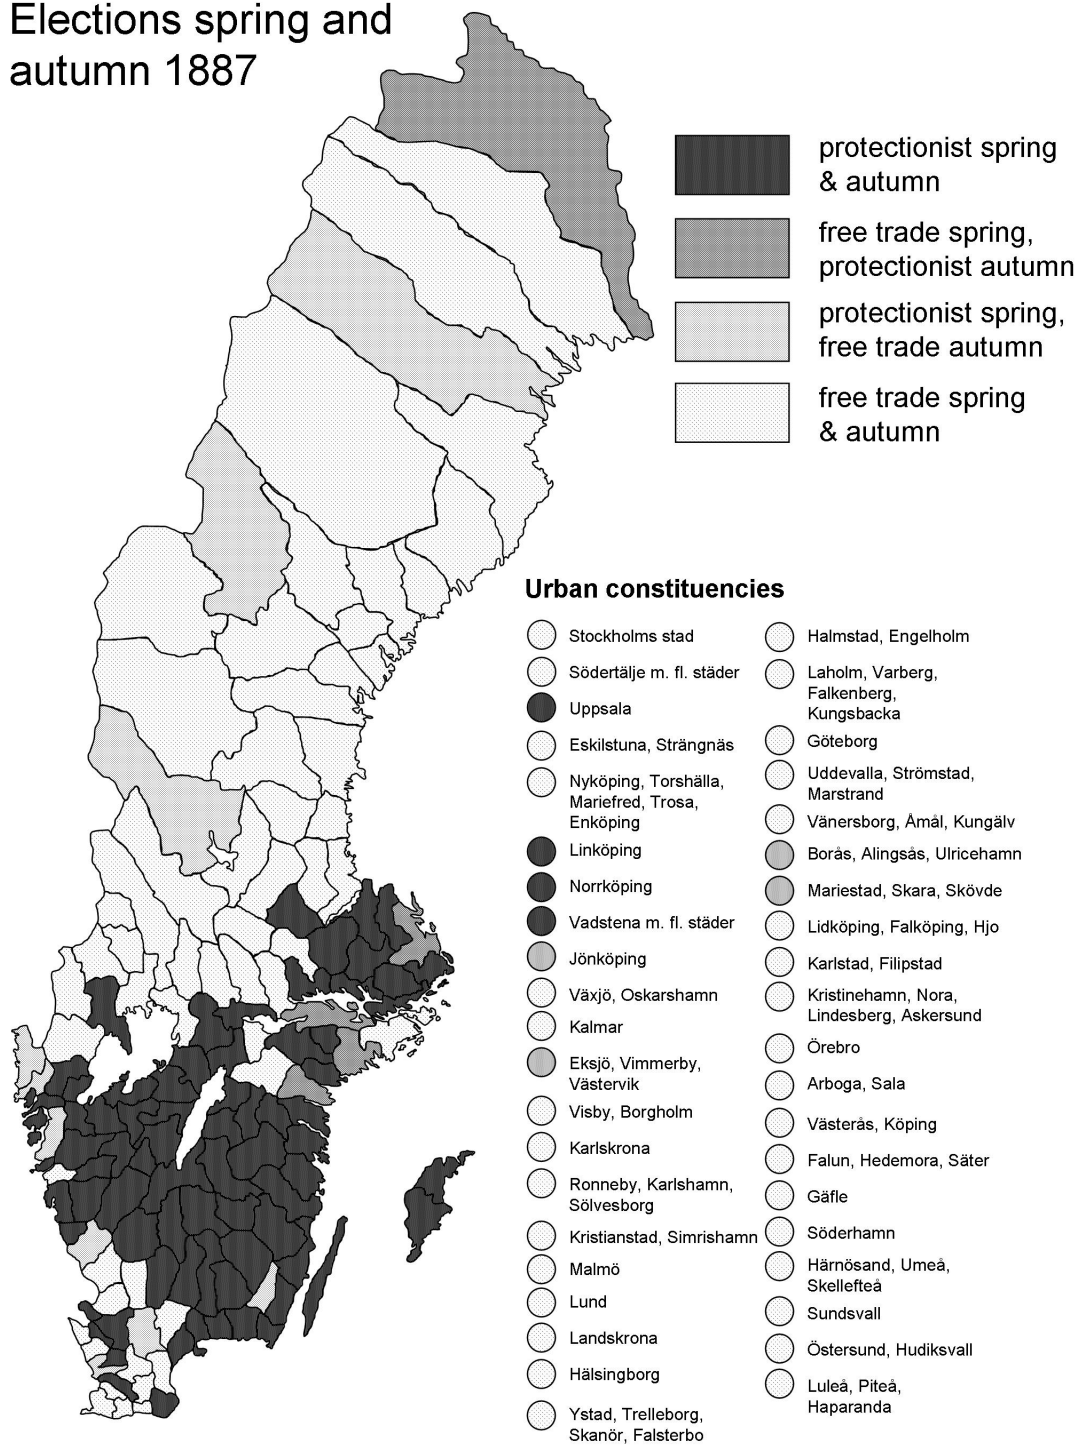 Elections spring and
autumn 1887
protectionist spring
& autumn
free trade spring,
protectionist autumn
protectionist spring,
free trade autumn
free trade spring
& autumn
Urban constituencies
Stockholms stad
Södertälje m. fl. städer
Uppsala
Eskilstuna, Strängnäs
Nyköping, Torshälla,
Mariefred, Trosa,
Enköping
Linköping
Norrköping
Vadstena m. fl. städer
Jönköping
Växjö, Oskarshamn
Kalmar
Eksjö, Vimmerby,
Västervik
Visby, Borgholm
Karlskrona
Ronneby, Karlshamn,
Sölvesborg
Kristianstad, Simrishamn
Malmö
Lund
Landskrona
Hälsingborg
Ystad, Trelleborg,
Skanör, Falsterbo
Halmstad, Engelholm
Laholm, Varberg,
Falkenberg,
Kungsbacka
Göteborg
Uddevalla, Strömstad,
Marstrand
Vänersborg, Åmål, Kungälv
Borås, Alingsås, Ulricehamn
Mariestad, Skara, Skövde
Lidköping, Falköping, Hjo
Karlstad, Filipstad
Kristinehamn, Nora,
Lindesberg, Askersund
Örebro
Arboga, Sala
Västerås, Köping
Falun, Hedemora, Säter
Gäfle
Söderhamn
Härnösand, Umeå,
Skellefteå
Sundsvall
Östersund, Hudiksvall
Luleå, Piteå,
Haparanda